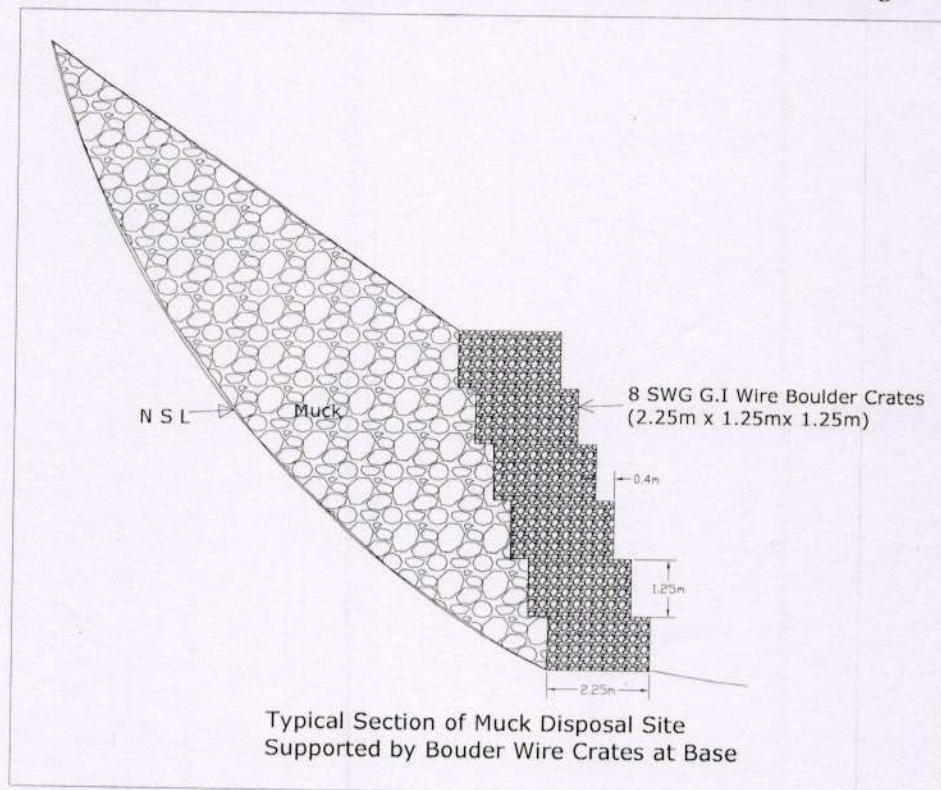 8 SWG G.I Wire Boulder Crates
(2.25m x 1.25mx 1.25m)
N S L
Muck
0.4m
1.25m
2.25m
Typical Section of Muck Disposal Site
Supported by Bouder Wire Crates at Base